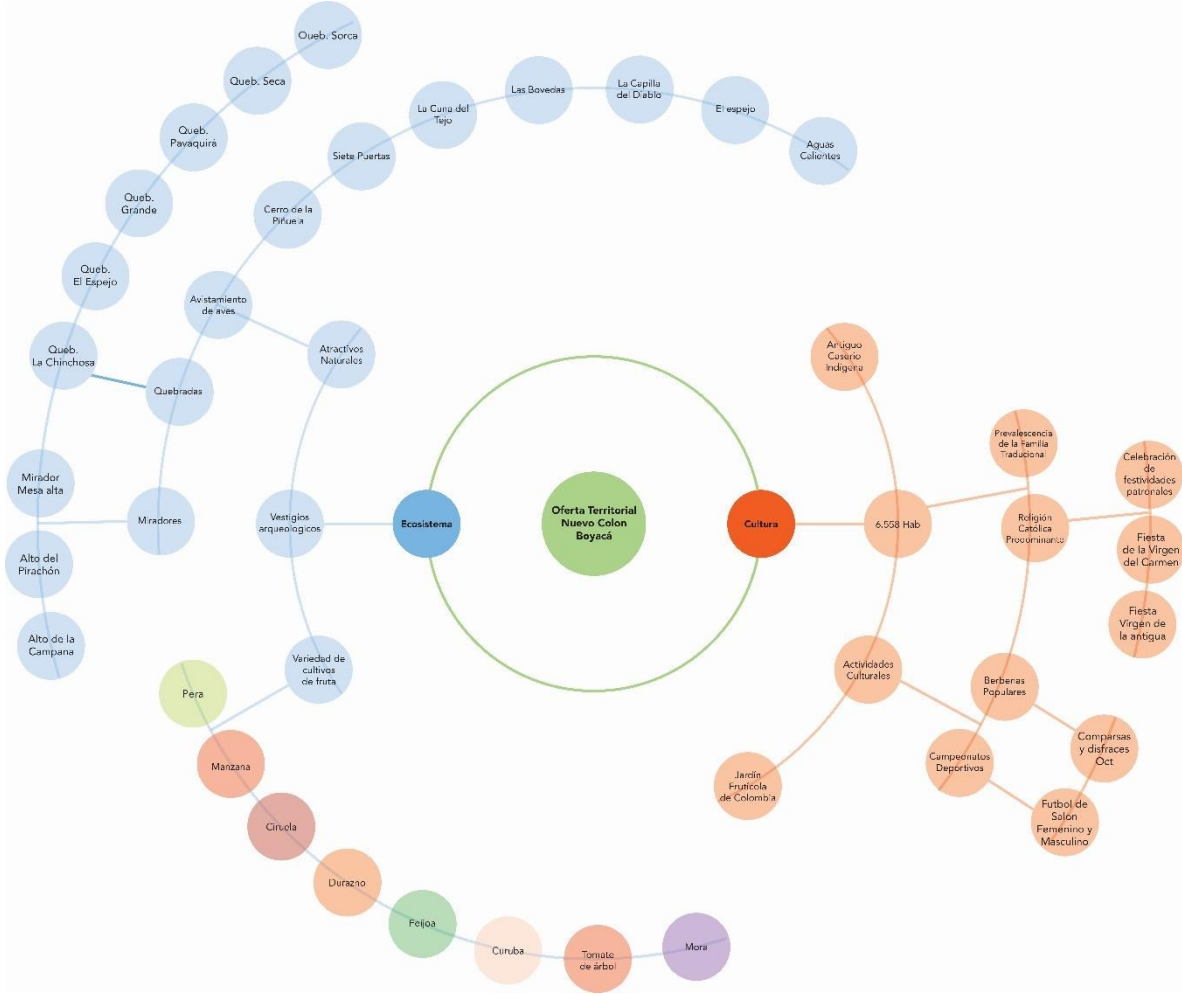 Oueb. Sorca
Queb. Seca
Queb.
Pavaquirá
Queb.
Grande
Queb.
El Espejo
Queb.
La Chinchosa
Mirador
Mesa alta
Alto del
Pirachón
Alto de la
Campana
Aguas
Calientes
El espejo
La Capilla
del Diablo
Las Bovedas
La Cuna del
Tejo
Siete Puertas
Cerro de la
Piñuela
Avistamiento
de aves
Quebradas
Miradores
Atractivos
Naturales
Vestigios
arqueologicos
Variedad de
cultivos
de fruta
Pera
Manzana
Ciruela
Durazno
Feijoa
Curuba
Tomate
de árbol
Mora
Ecosistema
Oferta Territorial
Nuevo Colon
Boyacá
Cultura
Antiguo
Caserio
Indígena
6.558 Hab
Actividades
Culturales
Jardín
Frutícola
de Colombia
Prevalescencia
de la Familia
Traducional
Religión
Católica
Predominante
Berbenas
Populares
Campeonatos
Deportivos
Celebración
de
festividades
patronales
Fiesta
de la Virgen
del Carmen
Fiesta
Virgen de
la antigua
Comparsas
y disfraces
Oct
Futbol de
Salon
Femenino y
Masculino